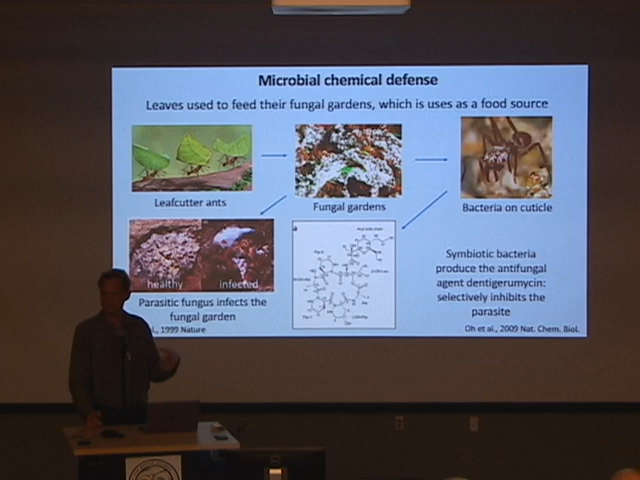 Microbial chemical defense
Leaves used to feed their fungal gardens, which is uses as a food source
Leafcutter ants
Fungal gardens
Bacteria on cuticle
healthy
infected
Parasitic fungus infects the
fungal garden
l., 1999 Nature
Symbiotic bacteria
produce the antifungal
agent dentigerumycin:
selectively inhibits the
parasite
Oh et al., 2009 Nat. Chem. Biol.